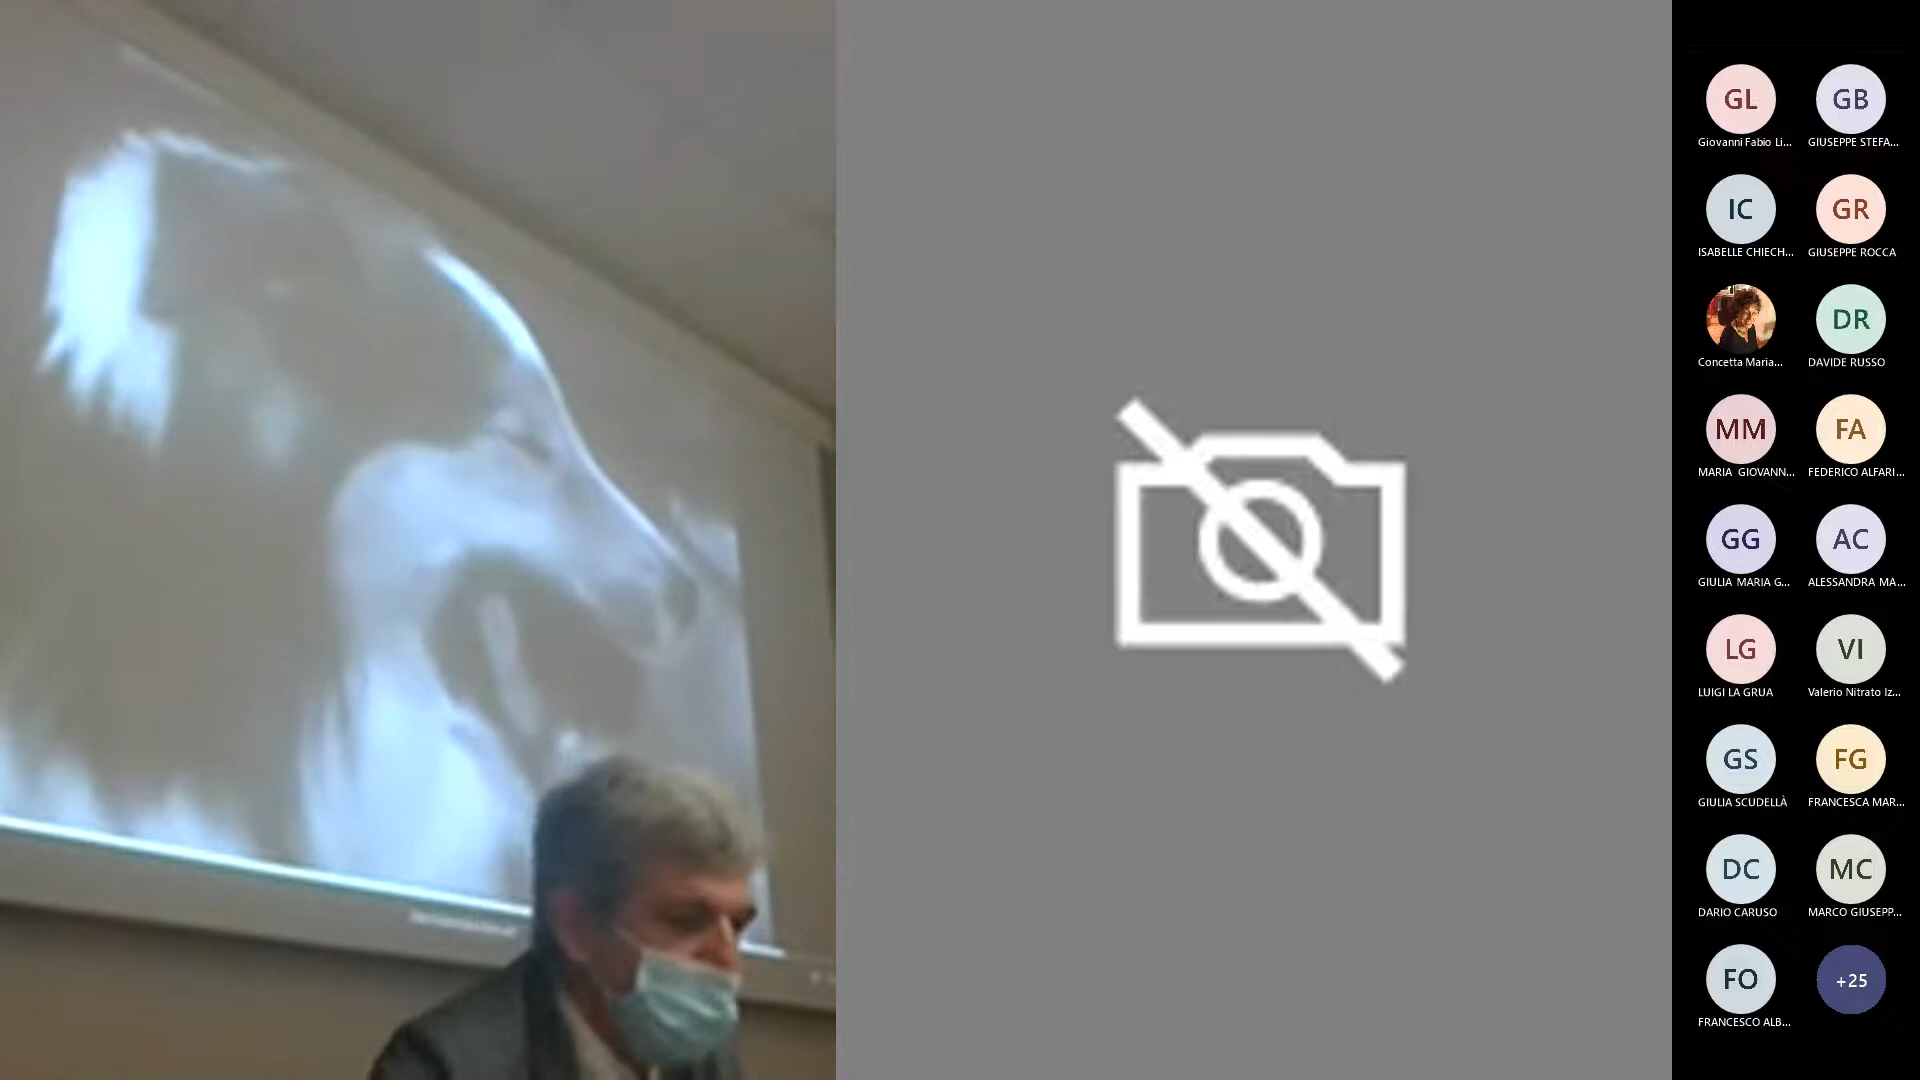 GL
GB
Giovanni Fabio Li...
GIUSEPPE STEFA...
IC
GR
ISABELLE CHIECH...
GIUSEPPE ROCCA
Concetta Maria...
DR
DAVIDE RUSSO
MM
FA
MARIA GIOVANN...
FEDERICO ALFARI...
GG
AC
GIULIA MARIA G...
ALESSANDRA MA...
LG
VI
LUIGI LA GRUA
Valerio Nitrato Iz...
GS
FG
GIULIA SCUDELLÀ
FRANCESCA MAR...
DC
MC
DARIO CARUSO
MARCO GIUSEPP...
FO
+25
FRANCESCO ALB...